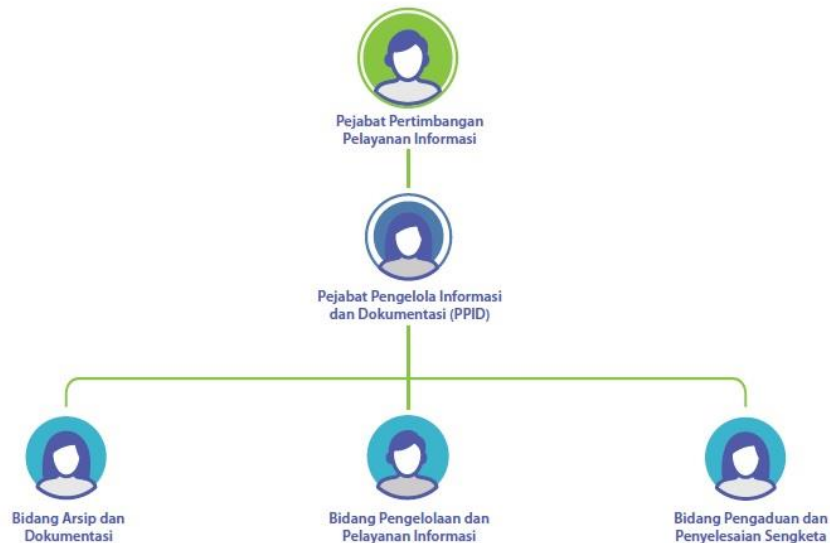 Pejabat Pertimbangan
Pelayanan Informasi
Pejabat Pengelola Informasi
dan Dokumentasi (PPID)
Bidang Arsip dan
Dokumentasi
Bidang Pengelolaan dan
Pelayanan Informasi
Bidang Pengaduan dan
Penyelesaian Sengketa